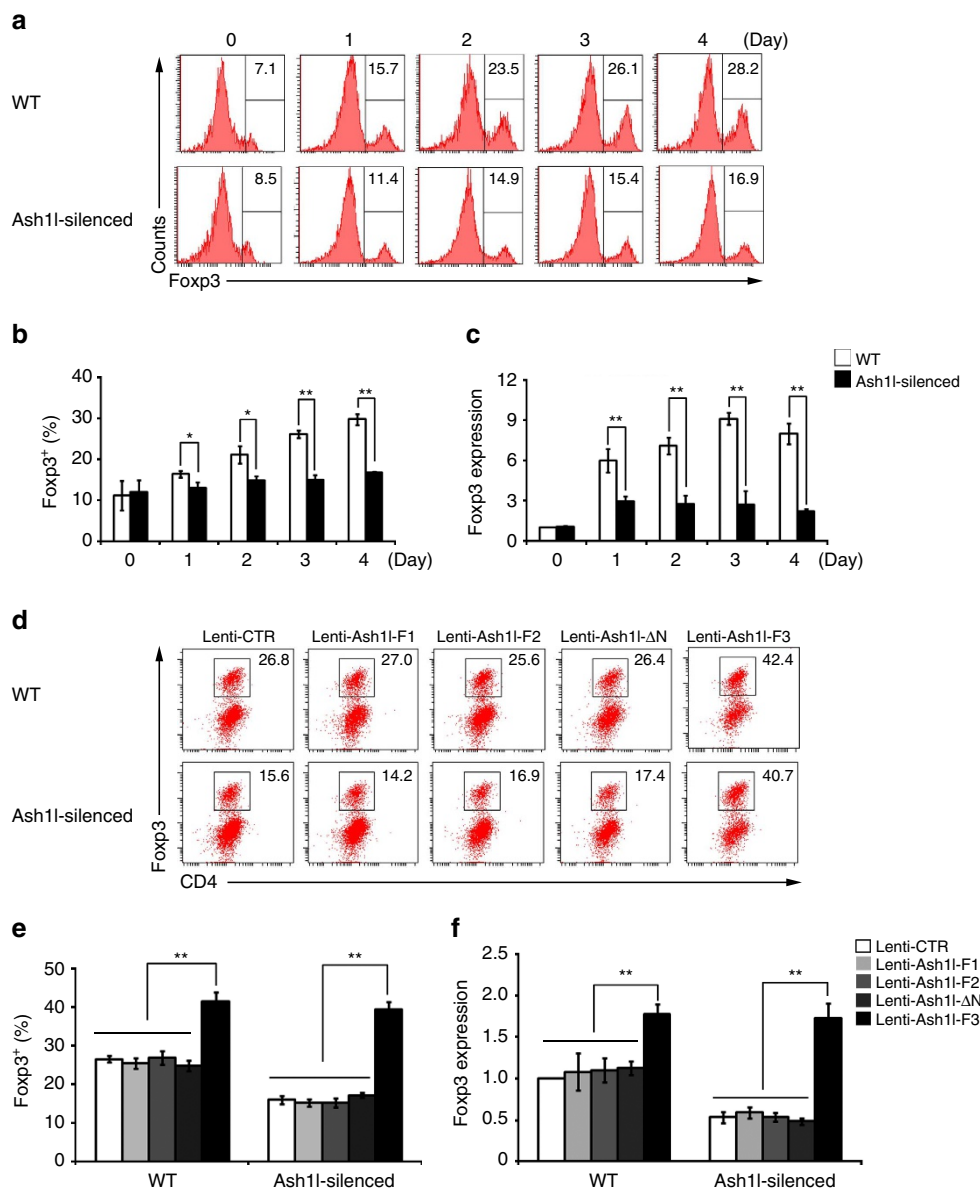 a
0 1 2 3 4 (Day)
WT
7.1 15.7 23.5 26.1 28.2
Ash1l-silenced
8.5 11.4 14.9 15.4 16.9
Counts
Foxp3
b
Foxp3+ (%)
40
30
20
10
0
* * ** **
0 1 2 3 4 (Day)
c
Foxp3 expression
12
9
6
3
0
** ** ** **
0 1 2 3 4 (Day)
WT
Ash1l-silenced
d
Lenti-CTR Lenti-Ash1l-F1 Lenti-Ash1l-F2 Lenti-Ash1l-ΔN Lenti-Ash1l-F3
WT
26.8 27.0 25.6 26.4 42.4
Ash1l-silenced
15.6 14.2 16.9 17.4 40.7
Foxp3
CD4
e
Foxp3+ (%)
50
40
30
20
10
0
** **
WT Ash1l-silenced
f
Foxp3 expression
2.5
2.0
1.5
1.0
0.5
0
** **
WT Ash1l-silenced
Lenti-CTR
Lenti-Ash1l-F1
Lenti-Ash1l-F2
Lenti-Ash1l-ΔN
Lenti-Ash1l-F3